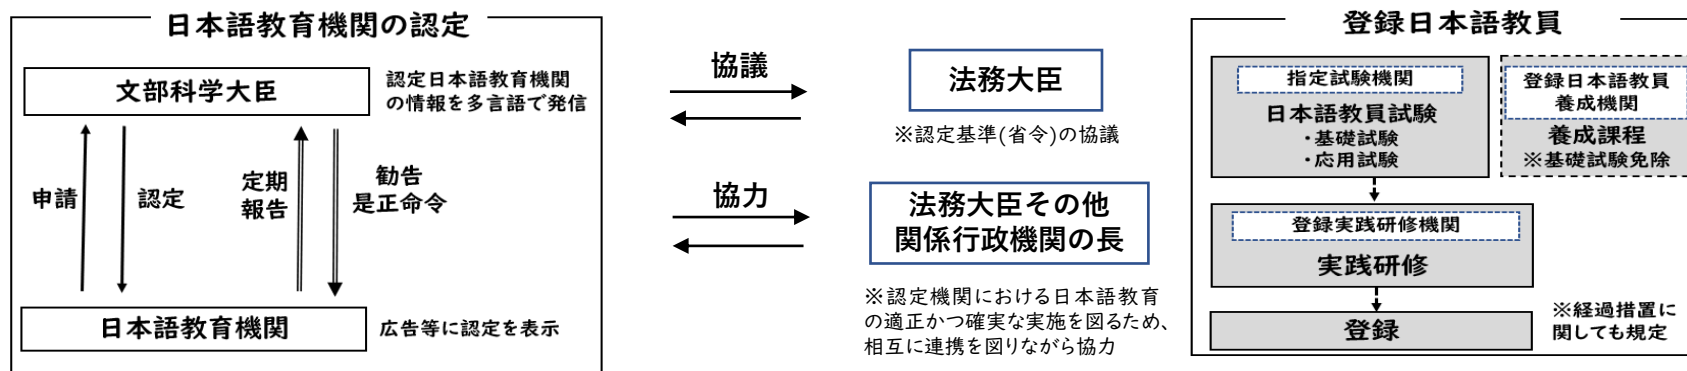 日本語教育機関の認定
文部科学大臣
認定日本語教育機関
の情報を多言語で発信
申請
認定
定期
報告
勧告
是正命令
日本語教育機関
広告等に認定を表示
協議
法務大臣
※認定基準(省令)の協議
協力
法務大臣その他
関係行政機関の長
※認定機関における日本語教育
の適正かつ確実な実施を図るため、
相互に連携を図りながら協力
登録日本語教員
指定試験機関
日本語教員試験
・基礎試験
・応用試験
登録日本語教員
養成機関
養成課程
※基礎試験免除
登録実践研修機関
実践研修
登録
※経過措置に
関しても規定